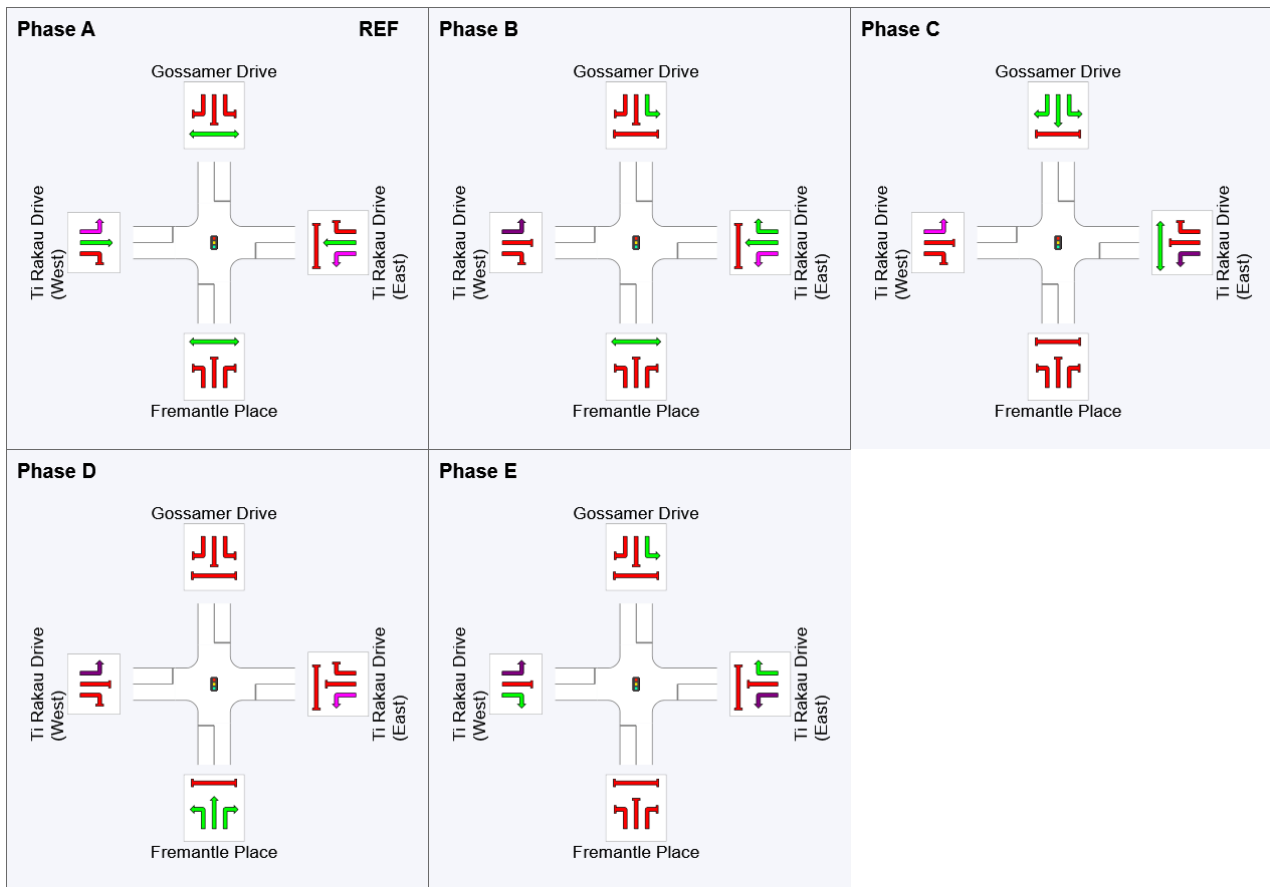 Phase A
REF
Gossamer Drive
Ti Rakau Drive
(West)
Ti Rakau Drive
(East)
Fremantle Place
Phase B
Gossamer Drive
Ti Rakau Drive
(West)
Ti Rakau Drive
(East)
Fremantle Place
Phase C
Gossamer Drive
Ti Rakau Drive
(West)
Ti Rakau Drive
(East)
Fremantle Place
Phase D
Gossamer Drive
Ti Rakau Drive
(West)
Ti Rakau Drive
(East)
Fremantle Place
Phase E
Gossamer Drive
Ti Rakau Drive
(West)
Ti Rakau Drive
(East)
Fremantle Place